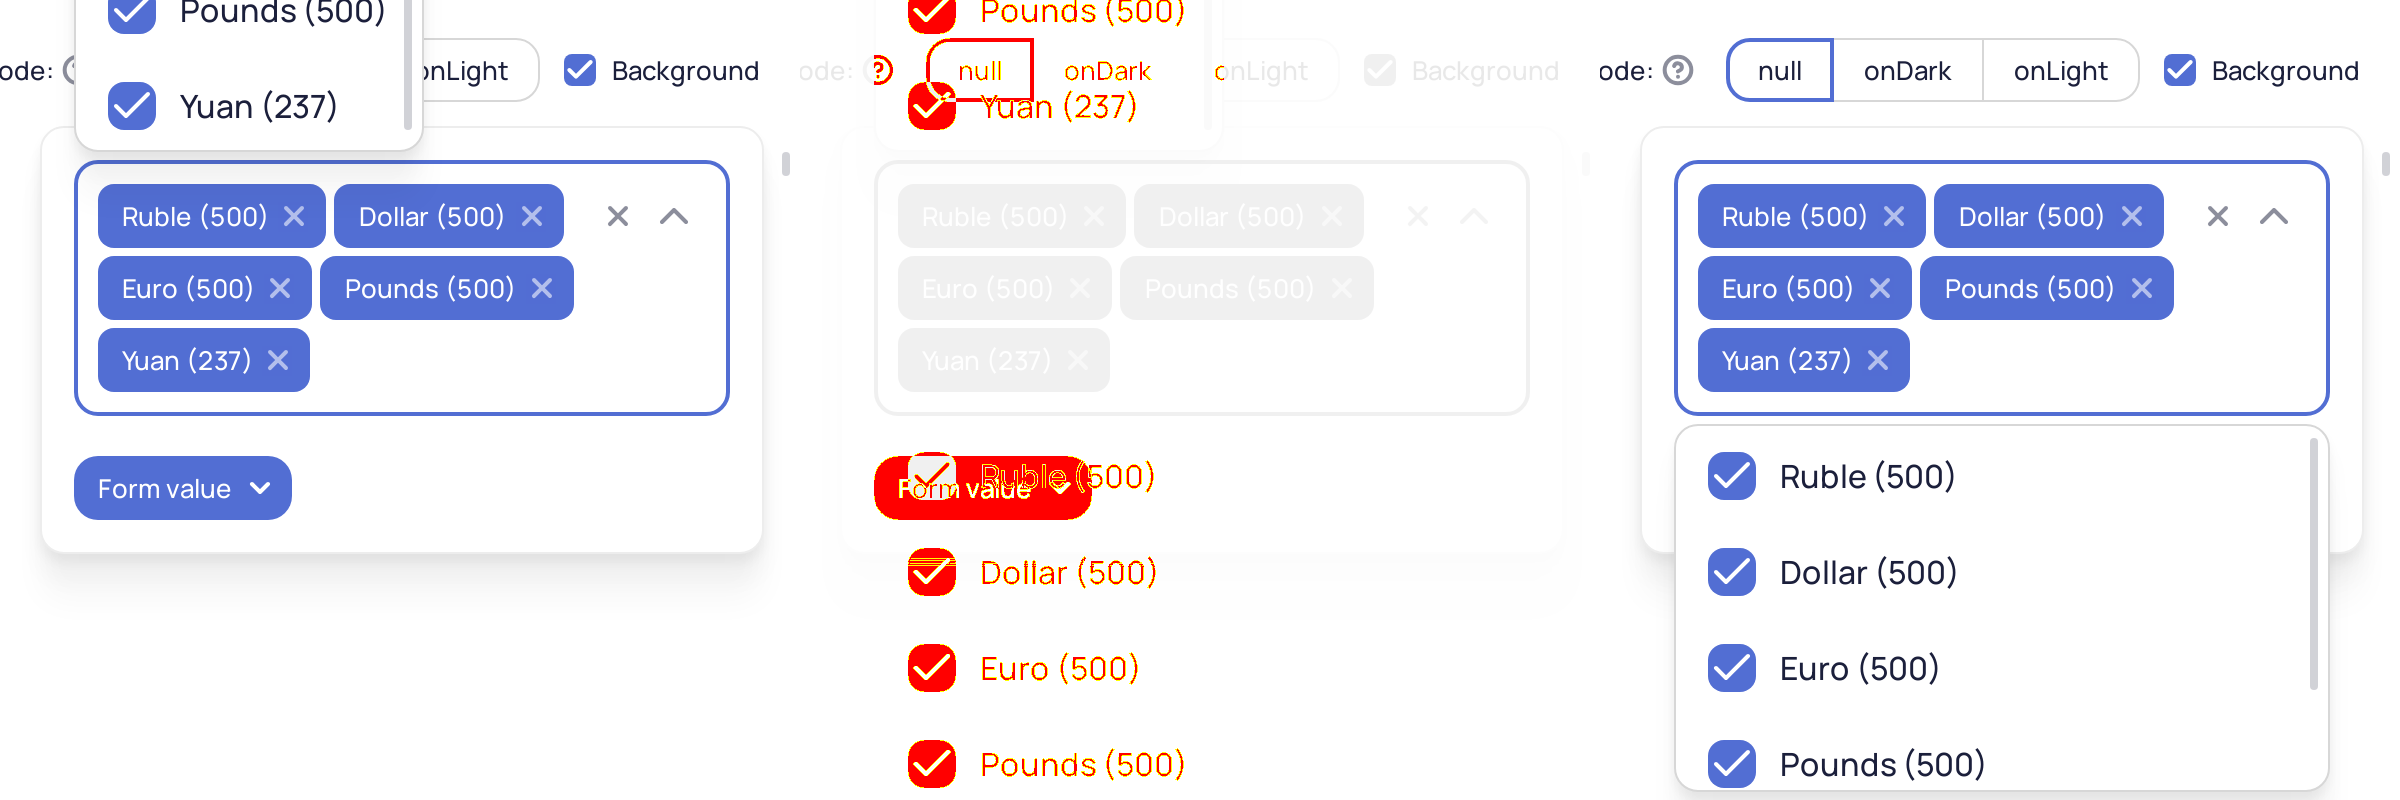 Pounds (500)
ode:
onLight
Background
Yuan (237)
Ruble (500)
Dollar (500)
Euro (500)
Pounds (500)
Yuan (237)
Form value
Pounds (500)
ode:
null
onDark
onLight
Background
Yuan (237)
Ruble (500)
Dollar (500)
Euro (500)
Pounds (500)
Yuan (237)
Ruble (500)
Form value
Dollar (500)
Euro (500)
Pounds (500)
ode:
null
onDark
onLight
Background
Ruble (500)
Dollar (500)
Euro (500)
Pounds (500)
Yuan (237)
Ruble (500)
Dollar (500)
Euro (500)
Pounds (500)